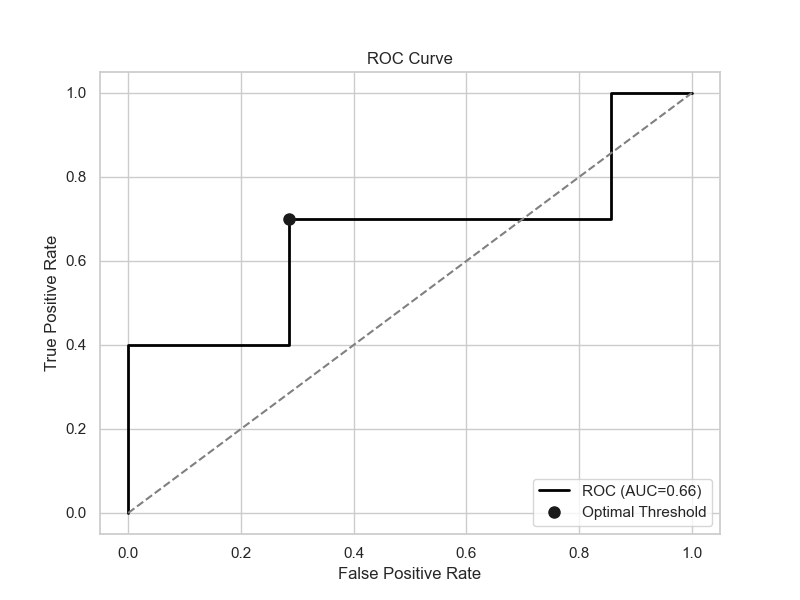 ROC Curve
1.0
0.8
0.6
0.4
0.2
0.0
True Positive Rate
0.0 0.2 0.4 0.6 0.8 1.0
False Positive Rate
ROC (AUC=0.66)
Optimal Threshold